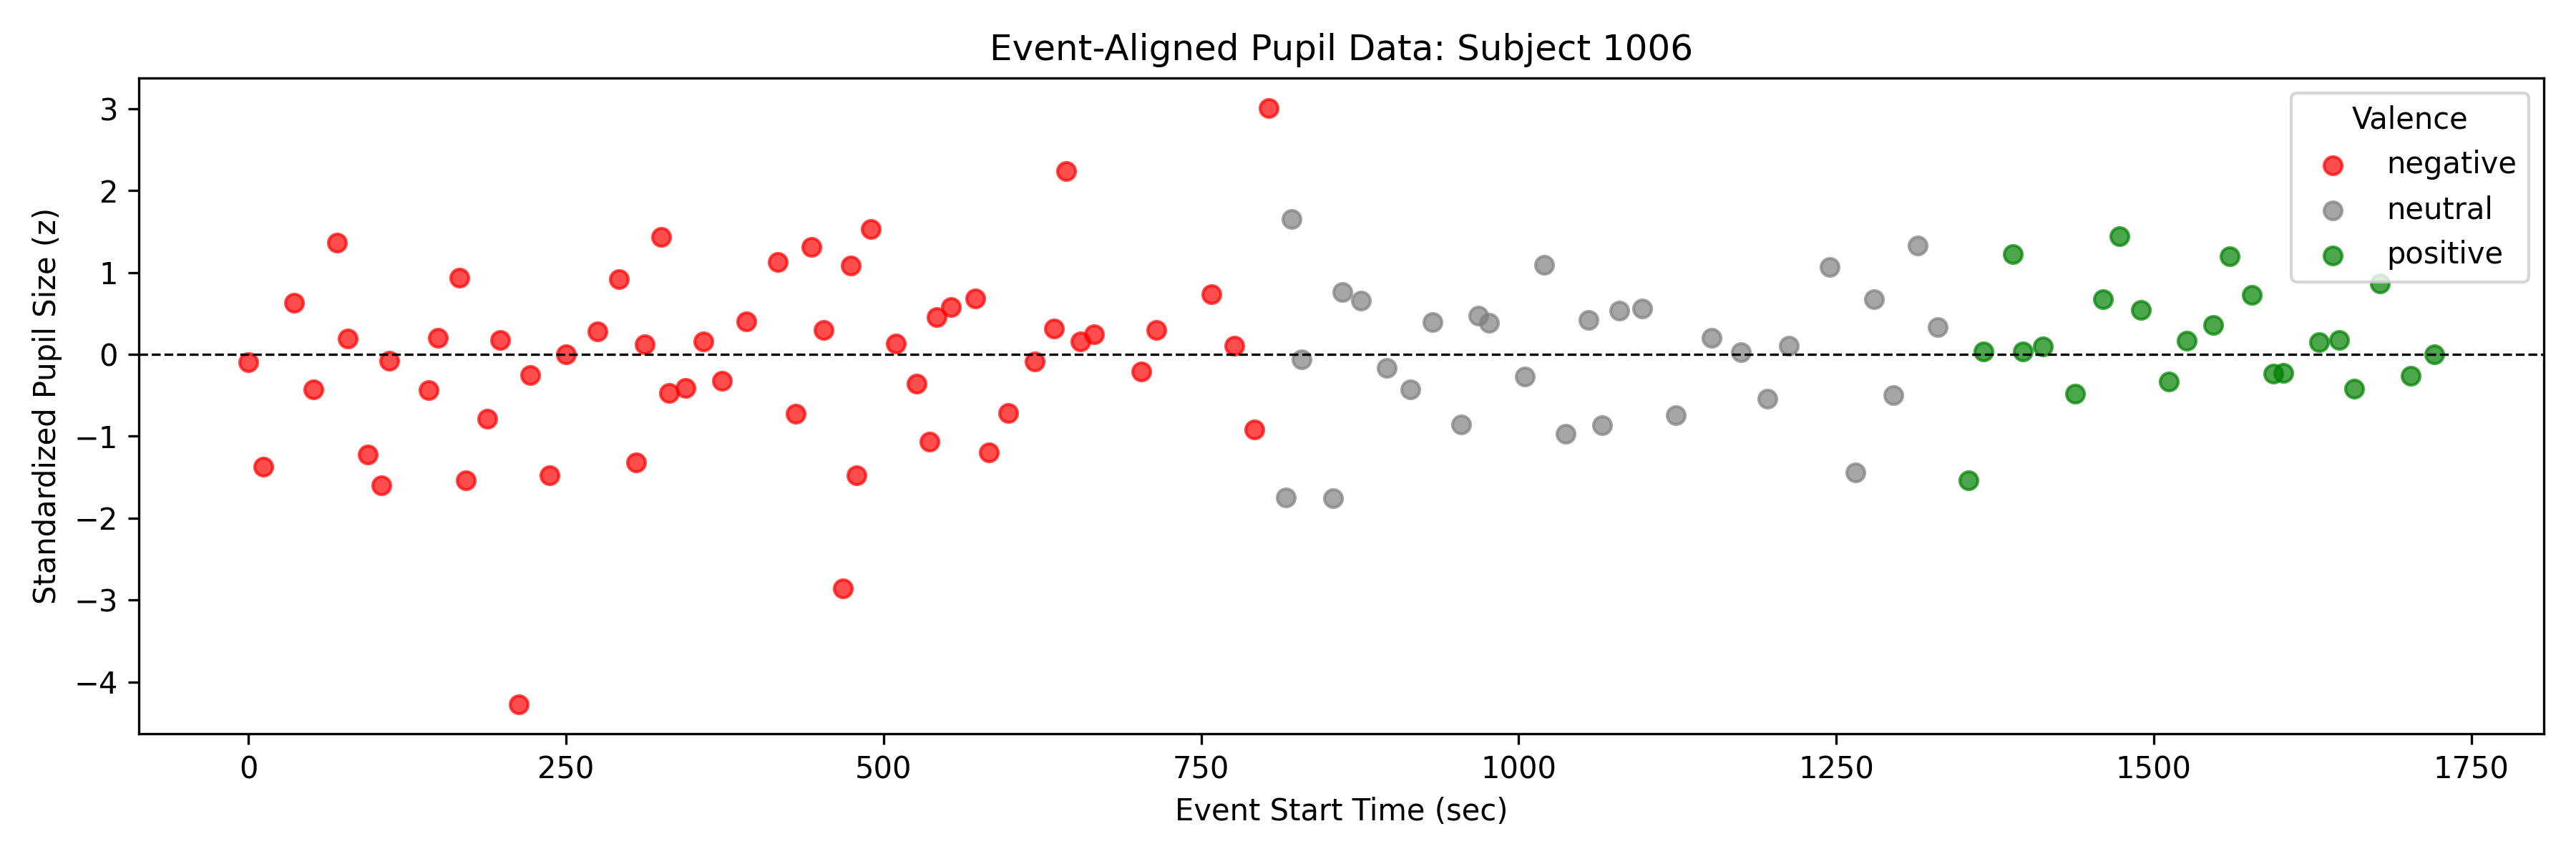 Event-Aligned Pupil Data: Subject 1006
Standardized Pupil Size (z)
3
2
1
0
−1
−2
−3
−4
Valence
negative
neutral
positive
0 250 500 750 1000 1250 1500 1750
Event Start Time (sec)